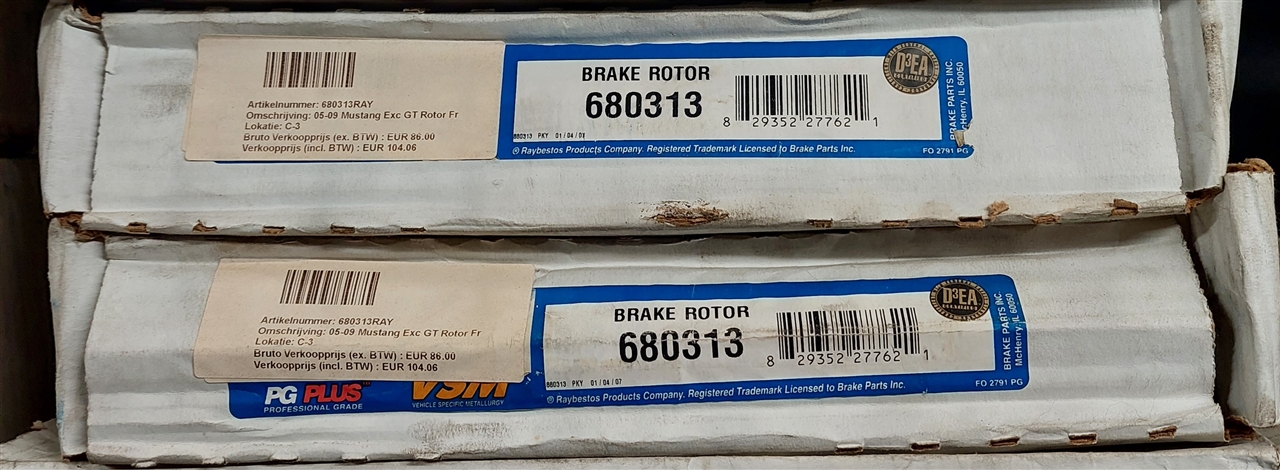 Artikelnummer: 680313RAY
Omschrijving: 05-09 Mustang Exc GT Rotor Fr
Lokatie: C-3
Bruto Verkoopprijs (ex. BTW) : EUR 86.00
Verkoopprijs (incl. BTW) : EUR 104.06
BRAKE ROTOR
680313
8 29352 27762 1
680313 PKY 01 / 04 / 07
® Raybestos Products Company. Registered Trademark Licensed to Brake Parts Inc.
D3EA
BRAKE PARTS INC.
McHenry, IL 60050
FO 2791 PG
Artikelnummer: 680313RAY
Omschrijving: 05-09 Mustang Exc GT Rotor Fr
Lokatie: C-3
Bruto Verkoopprijs (ex. BTW) : EUR 86.00
Verkoopprijs (incl. BTW) : EUR 104.06
PG PLUS
PROFESSIONAL GRADE
VSM
VEHICLE SPECIFIC METALLURGY
BRAKE ROTOR
680313
8 29352 27762 1
680313 PKY 01 / 04 / 07
® Raybestos Products Company. Registered Trademark Licensed to Brake Parts Inc.
D3EA
BRAKE PARTS INC.
McHenry, IL 60050
FO 2791 PG